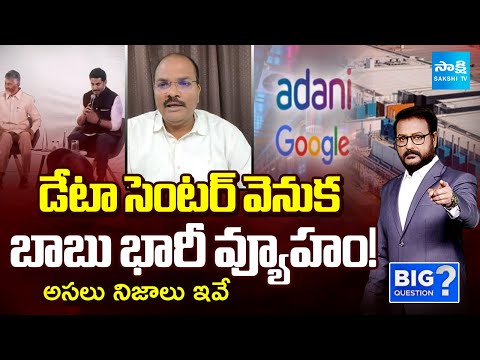 సాక్షి
SAKSHI TV
adani
Google
డేటా సెంటర్ వెనుక
బాబు భారీ వ్యూహం!
అసలు నిజాలు ఇవే
BIG
QUESTION
?